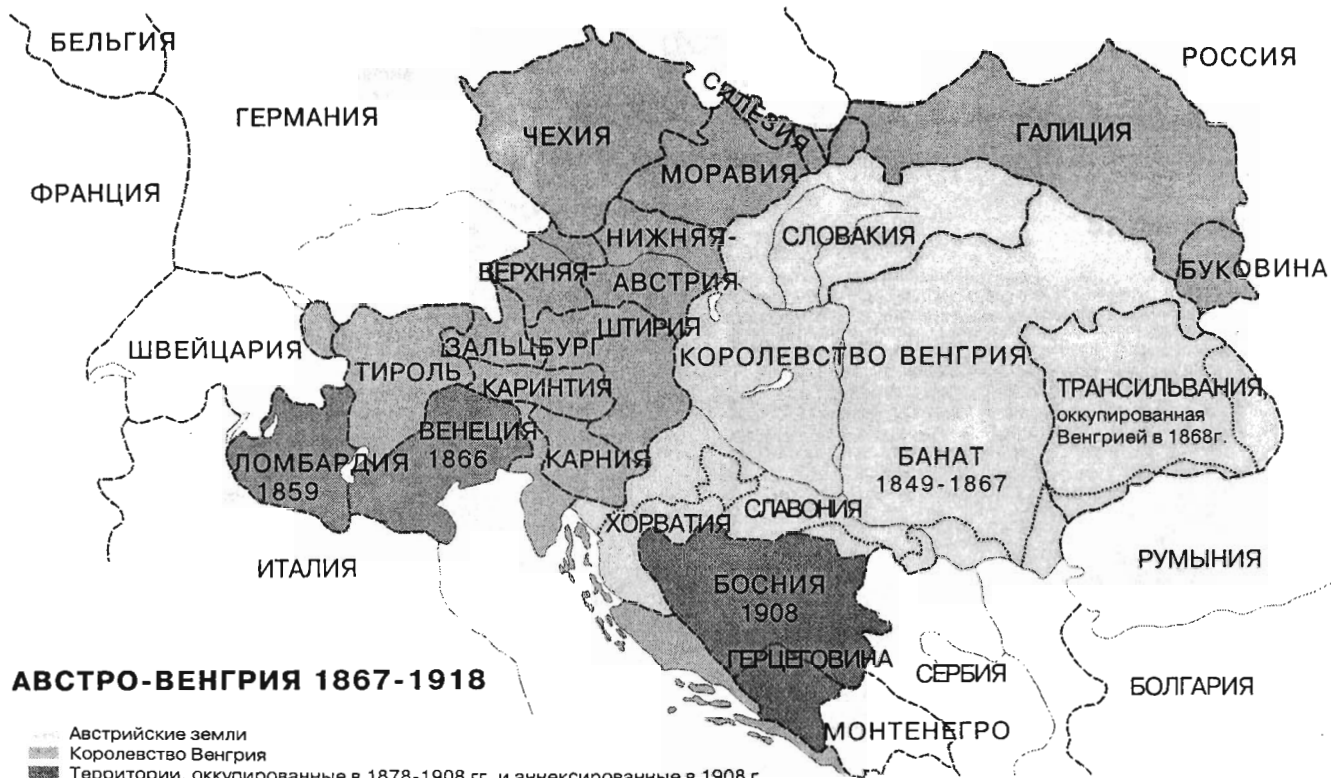 БЕЛЬГИЯ
РОССИЯ
ГЕРМАНИЯ
СИЛЕЗИЯ
ЧЕХИЯ
ГАЛИЦИЯ
МОРАВИЯ
ФРАНЦИЯ
НИЖНЯЯ-
СЛОВАКИЯ
ВЕРХНЯЯ-
АВСТРИЯ
БУКОВИНА
ШТИРИЯ
ШВЕЙЦАРИЯ
ЗАЛЬЦБУРГ
КОРОЛЕВСТВО ВЕНГРИЯ
ТИРОЛЬ
КАРИНТИЯ
ТРАНСИЛЬВАНИЯ
оккупированная
Венгрией в 1868г.
ВЕНЕЦИЯ
1866
ЛОМБАРДИЯ
1859
КАРНИЯ
БАНАТ
1849-1867
СЛАВОНИЯ
ХОРВАТИЯ
ИТАЛИЯ
РУМЫНИЯ
БОСНИЯ
1908
ГЕРЦЕГОВИНА
СЕРБИЯ
БОЛГАРИЯ
МОНТЕНЕГРО
АВСТРО-ВЕНГРИЯ 1867-1918
Австрийские земли
Королевство Венгрия
Территории, оккупированные в 1878-1908 гг. и аннексированные в 1908 г.